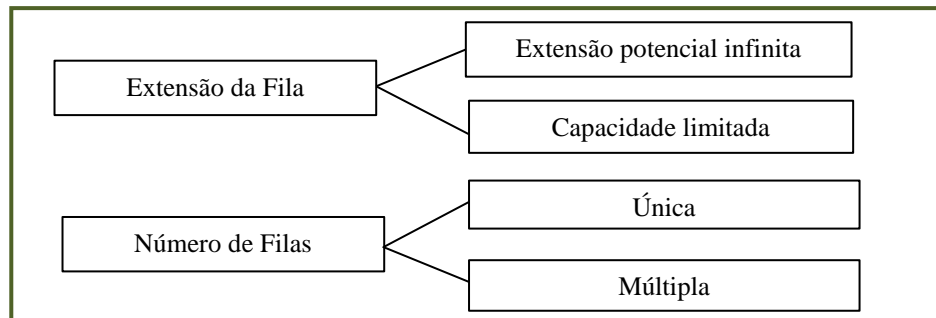 Extensão potencial infinita
Extensão da Fila
Capacidade limitada
Única
Número de Filas
Múltipla